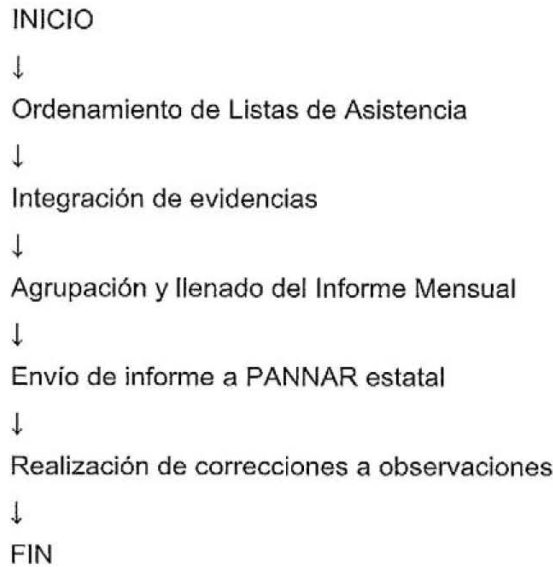 INICIO
↓
Ordenamiento de Listas de Asistencia
↓
Integración de evidencias
↓
Agrupación y llenado del Informe Mensual
↓
Envío de informe a PANNAR estatal
↓
Realización de correcciones a observaciones
↓
FIN